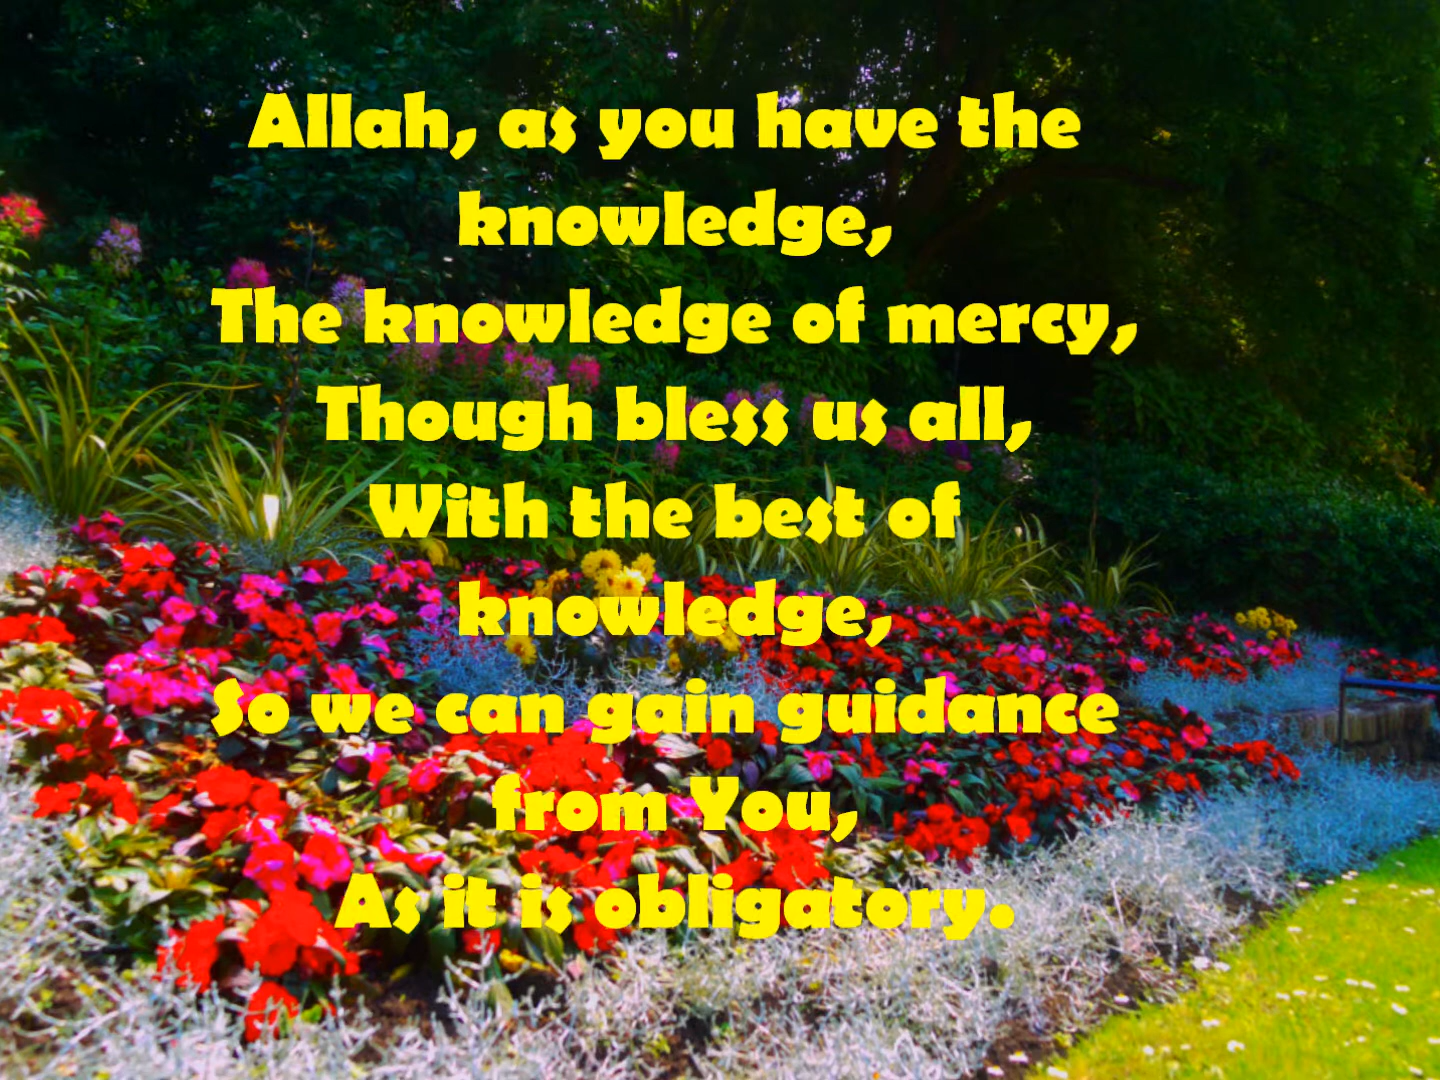 Allah, as you have the
knowledge,
The knowledge of mercy,
Though bless us all,
With the best of
knowledge,
So we can gain guidance
from You,
As it is obligatory.